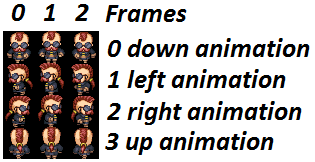 0 1 2 Frames
0 down animation
1 left animation
2 right animation
3 up animation